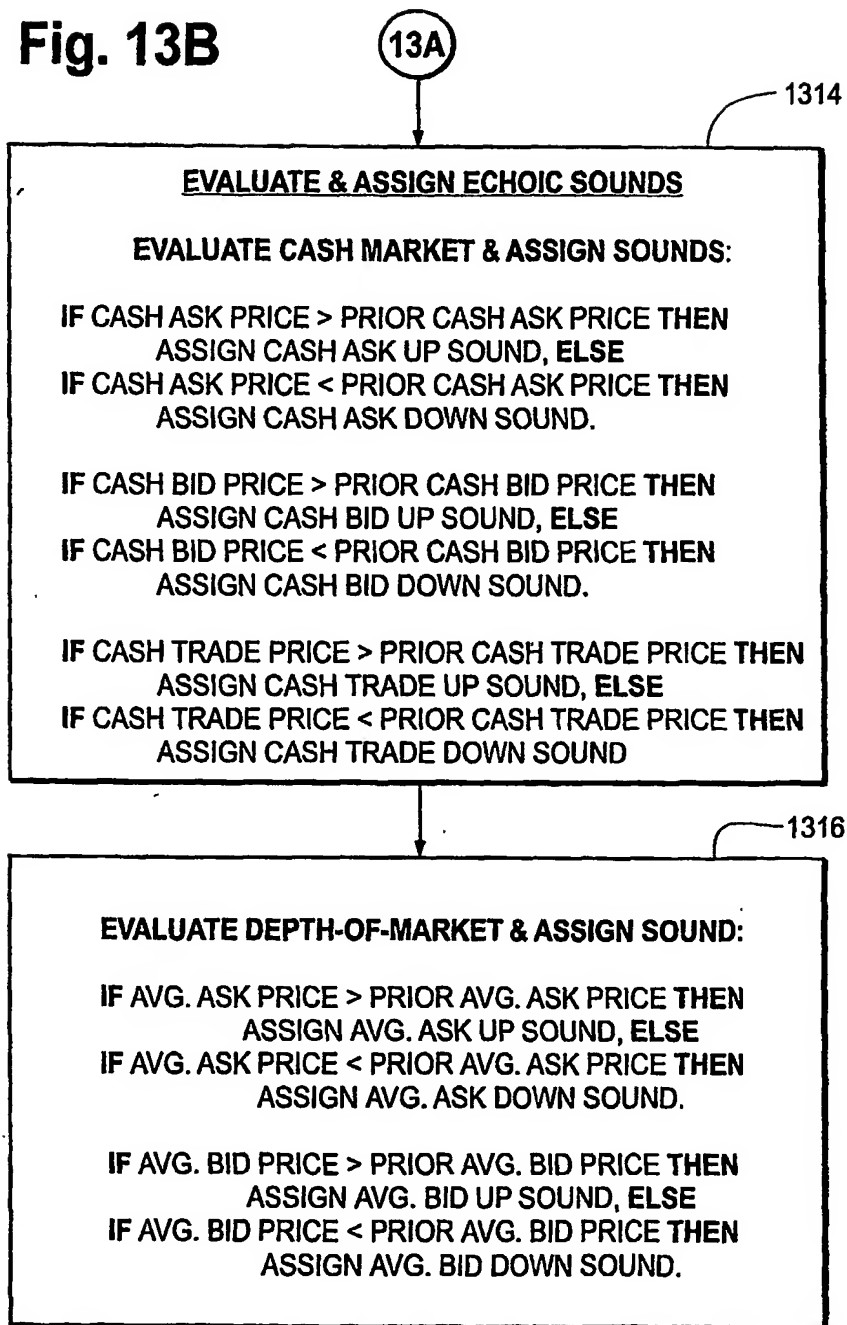 Fig. 13B
13A
1314
EVALUATE & ASSIGN ECHOIC SOUNDS
EVALUATE CASH MARKET & ASSIGN SOUNDS:
IF CASH ASK PRICE > PRIOR CASH ASK PRICE THEN
ASSIGN CASH ASK UP SOUND, ELSE
IF CASH ASK PRICE < PRIOR CASH ASK PRICE THEN
ASSIGN CASH ASK DOWN SOUND.
IF CASH BID PRICE > PRIOR CASH BID PRICE THEN
ASSIGN CASH BID UP SOUND, ELSE
IF CASH BID PRICE < PRIOR CASH BID PRICE THEN
ASSIGN CASH BID DOWN SOUND.
IF CASH TRADE PRICE > PRIOR CASH TRADE PRICE THEN
ASSIGN CASH TRADE UP SOUND, ELSE
IF CASH TRADE PRICE < PRIOR CASH TRADE PRICE THEN
ASSIGN CASH TRADE DOWN SOUND
1316
EVALUATE DEPTH-OF-MARKET & ASSIGN SOUND:
IF AVG. ASK PRICE > PRIOR AVG. ASK PRICE THEN
ASSIGN AVG. ASK UP SOUND, ELSE
IF AVG. ASK PRICE < PRIOR AVG. ASK PRICE THEN
ASSIGN AVG. ASK DOWN SOUND.
IF AVG. BID PRICE > PRIOR AVG. BID PRICE THEN
ASSIGN AVG. BID UP SOUND, ELSE
IF AVG. BID PRICE < PRIOR AVG. BID PRICE THEN
ASSIGN AVG. BID DOWN SOUND.